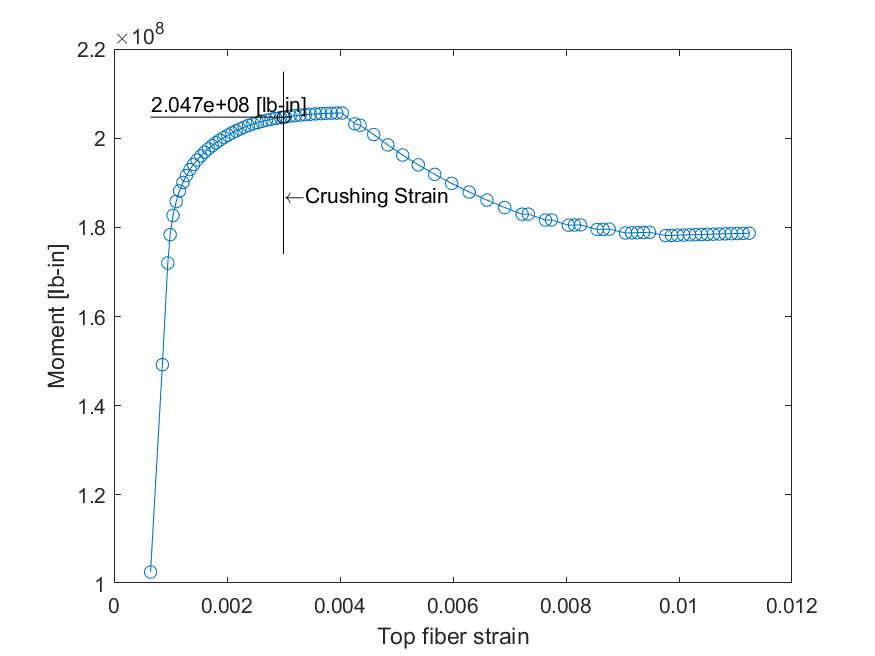 ×10⁸
2.2
2
1.8
1.6
1.4
1.2
1
2.047e+08 [lb-in]
←Crushing Strain
Moment [lb-in]
0 0.002 0.004 0.006 0.008 0.01 0.012
Top fiber strain